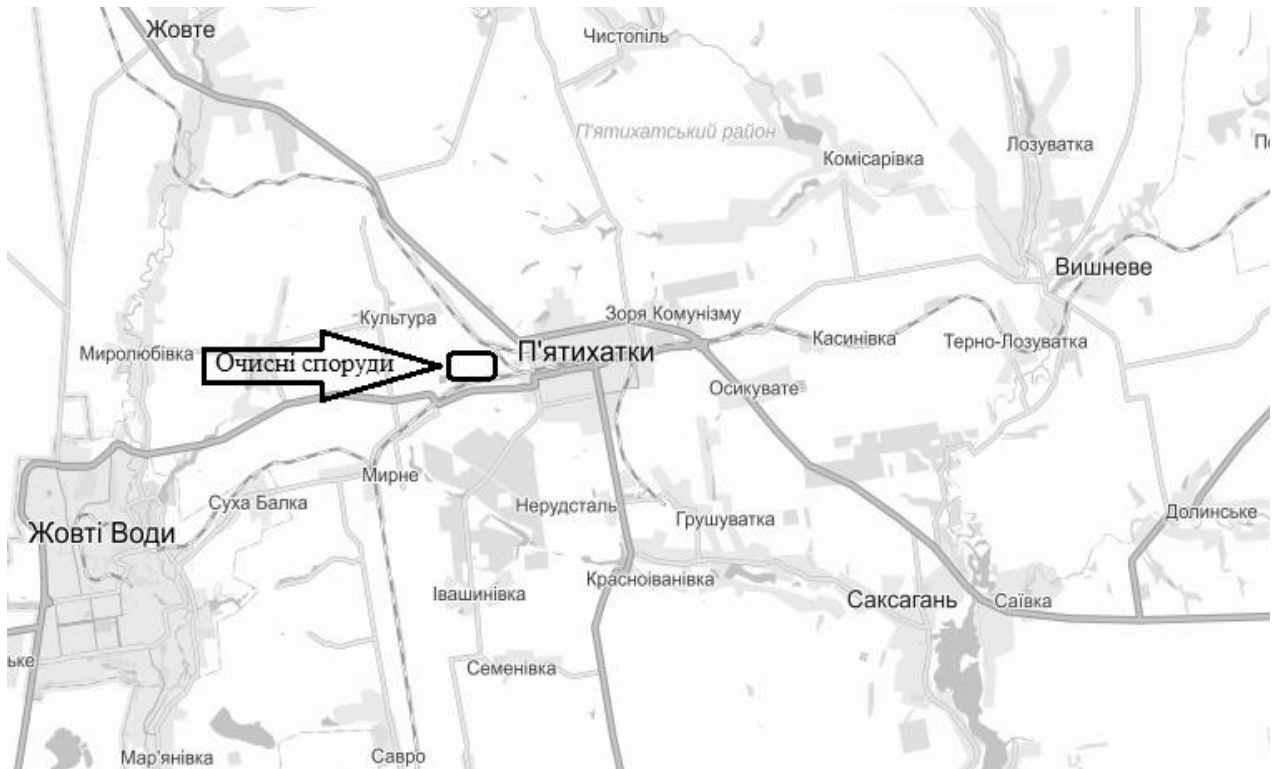 Жовте
Чистопіль
П'ятихатський район
Лозуватка
Комісарівка
Вишневе
Зоря Комунізму
Культура
Касинівка
Терно-Лозуватка
Миролюбівка
П'ятихатки
Очисні споруди
Осикувате
Мирне
Суха Балка
Нерудсталь
Грушуватка
Долинське
Жовті Води
Красноіванівка
Івашинівка
Саксагань
Саївка
ьке
Семенівка
Мар'янівка
Савро